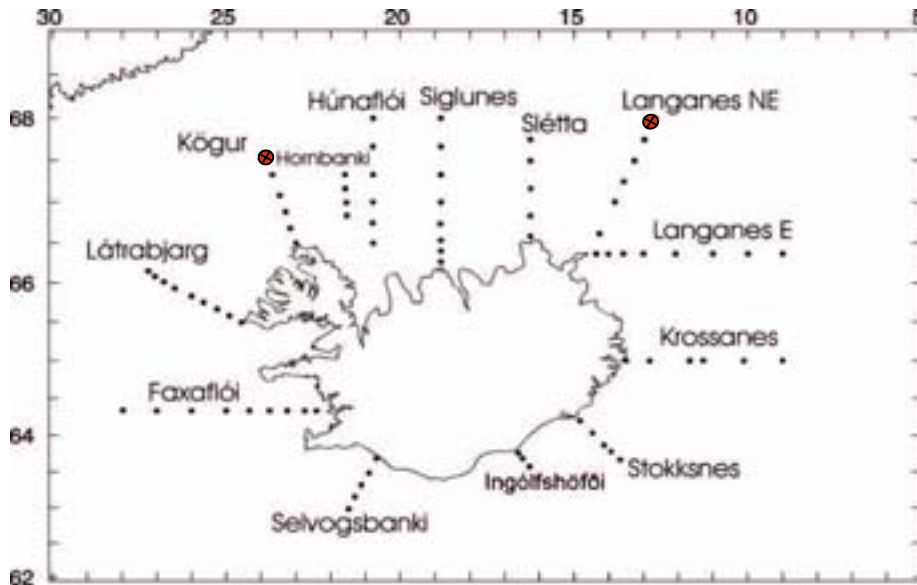 30 25 20 15 10 5
Húnaflói Siglunes Langanes NE
68
Slétta
Kögur Hornbanki
Langanes E
Látrabjarg
66
Krossanes
Faxaflói
64
Stokksnes
Ingólfshöfði
Selvogsbanki
62